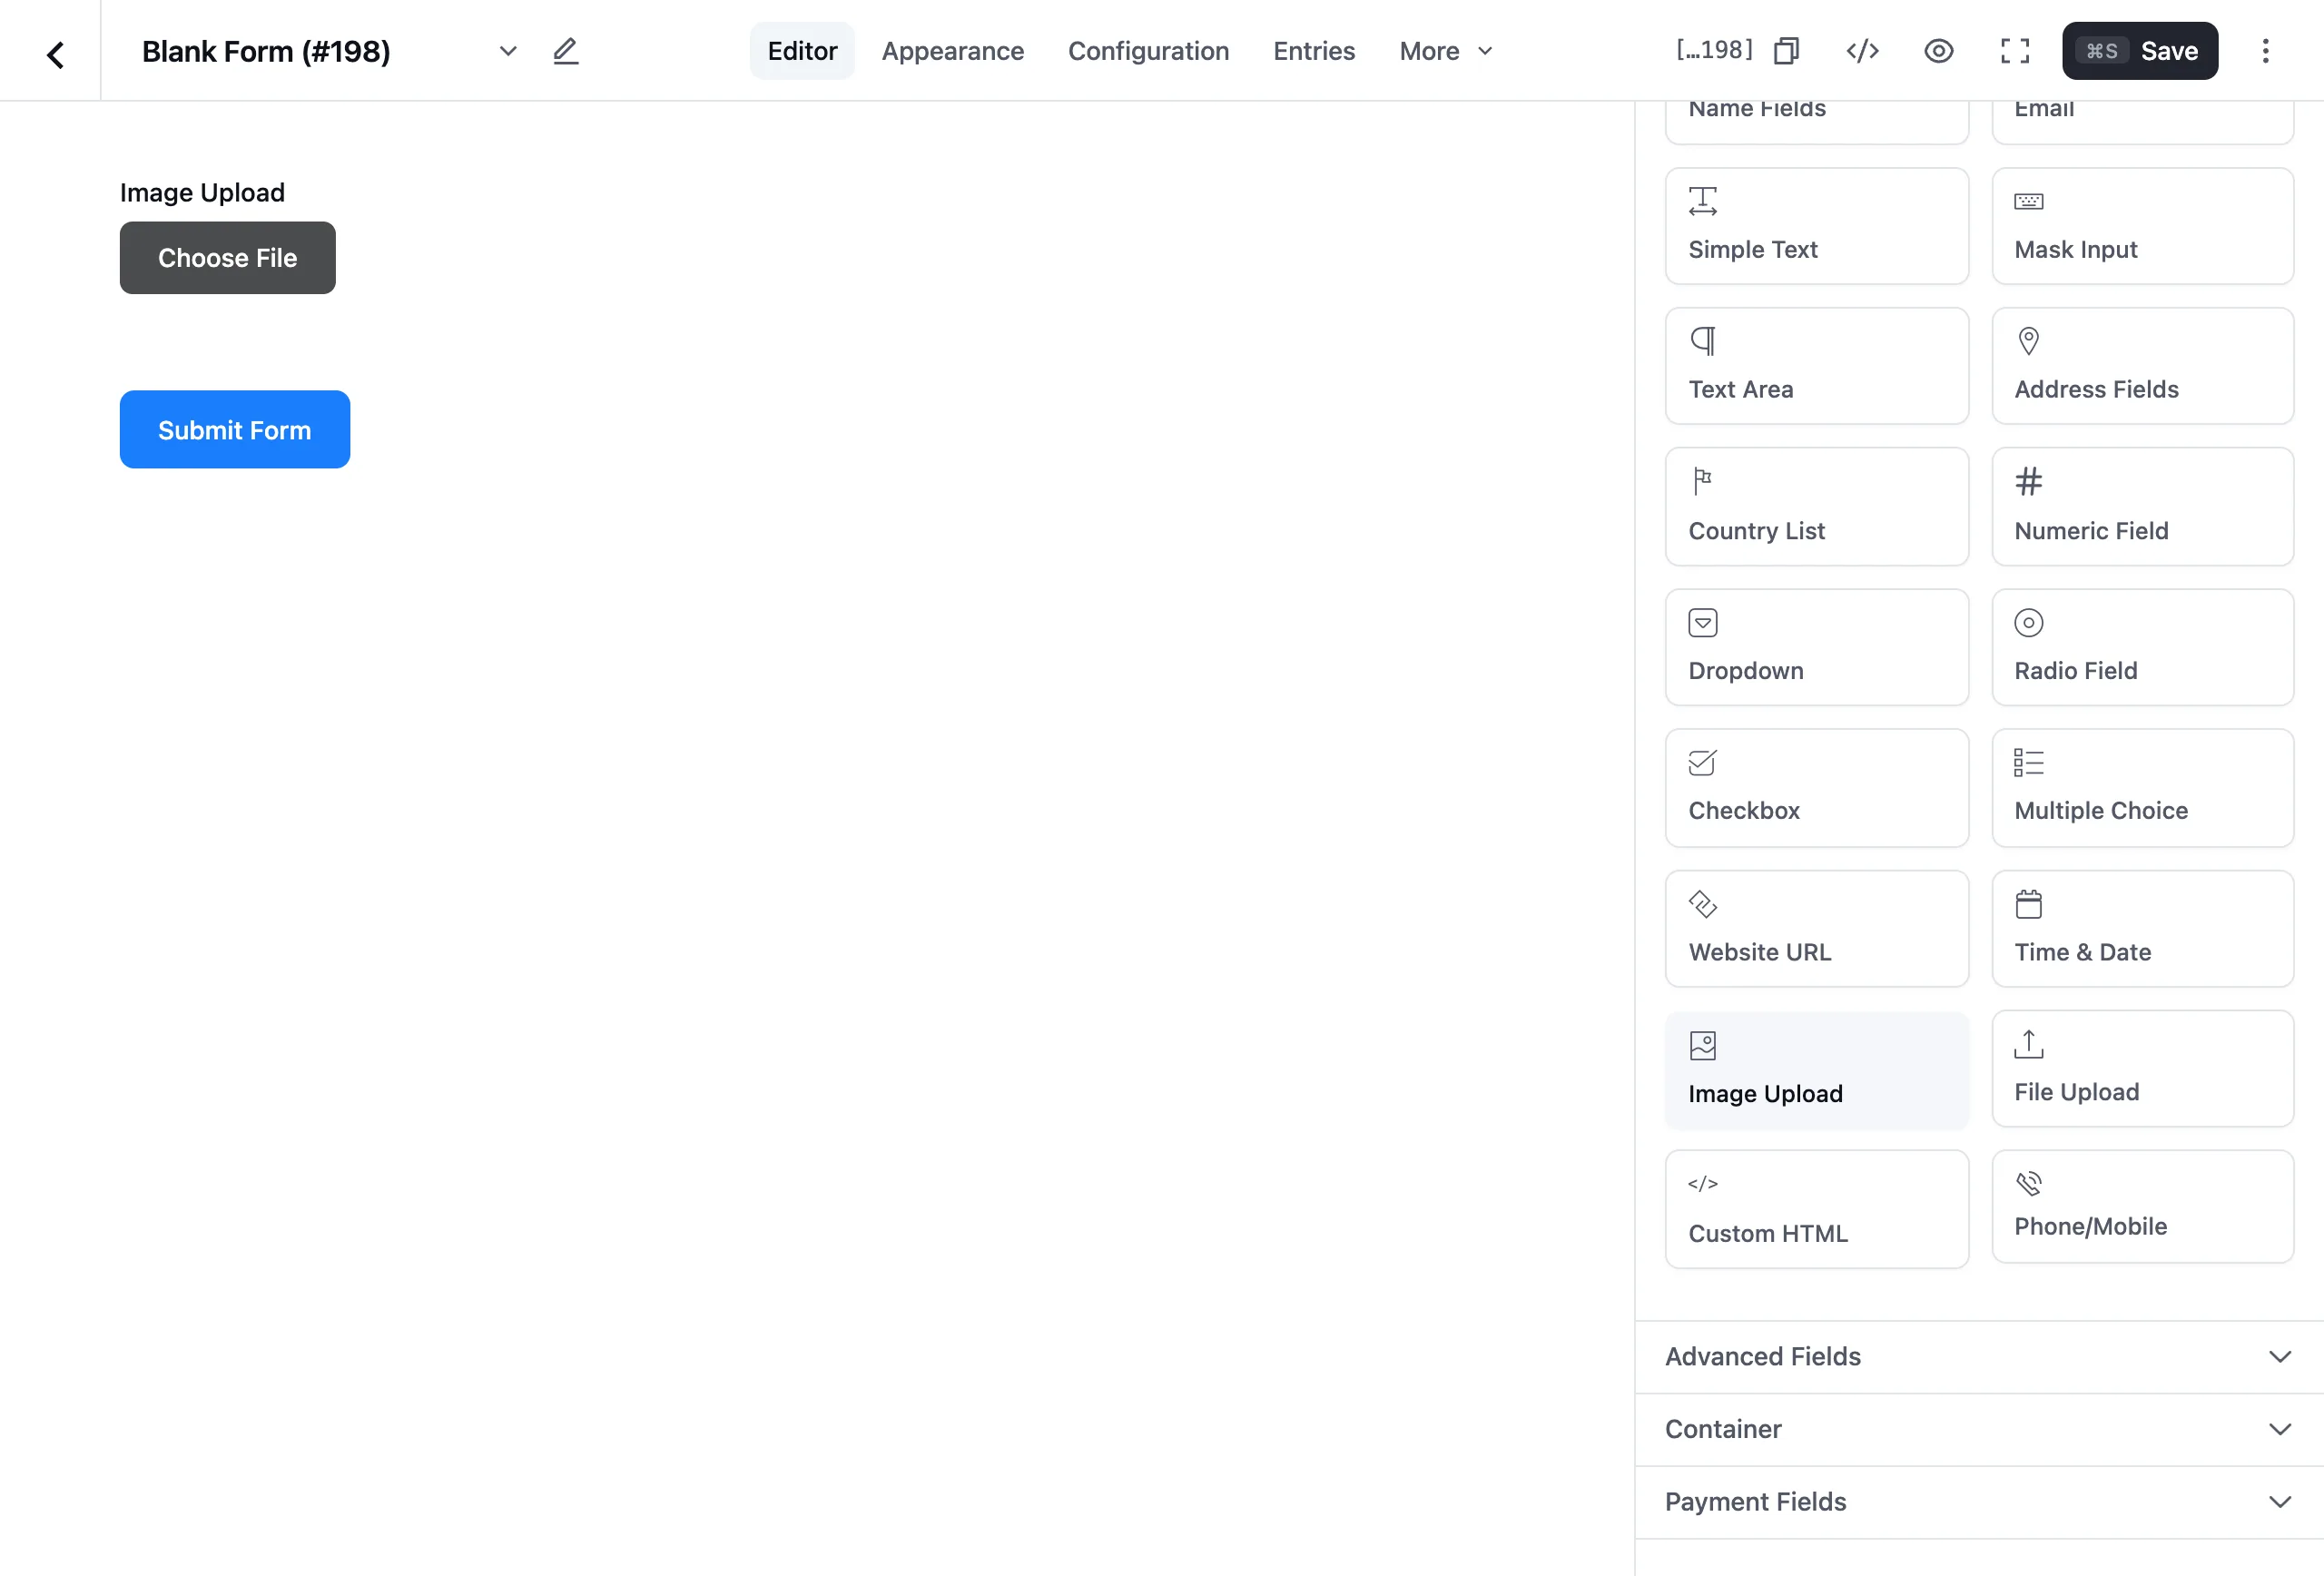 Blank Form (#198)
Editor
Appearance
Configuration
Entries
More
[…198]
</>
⌘S Save
Name Fields
Email
Image Upload
Choose File
Submit Form
Simple Text
Mask Input
Text Area
Address Fields
Country List
Numeric Field
Dropdown
Radio Field
Checkbox
Multiple Choice
Website URL
Time & Date
Image Upload
File Upload
</>
Custom HTML
Phone/Mobile
Advanced Fields
Container
Payment Fields